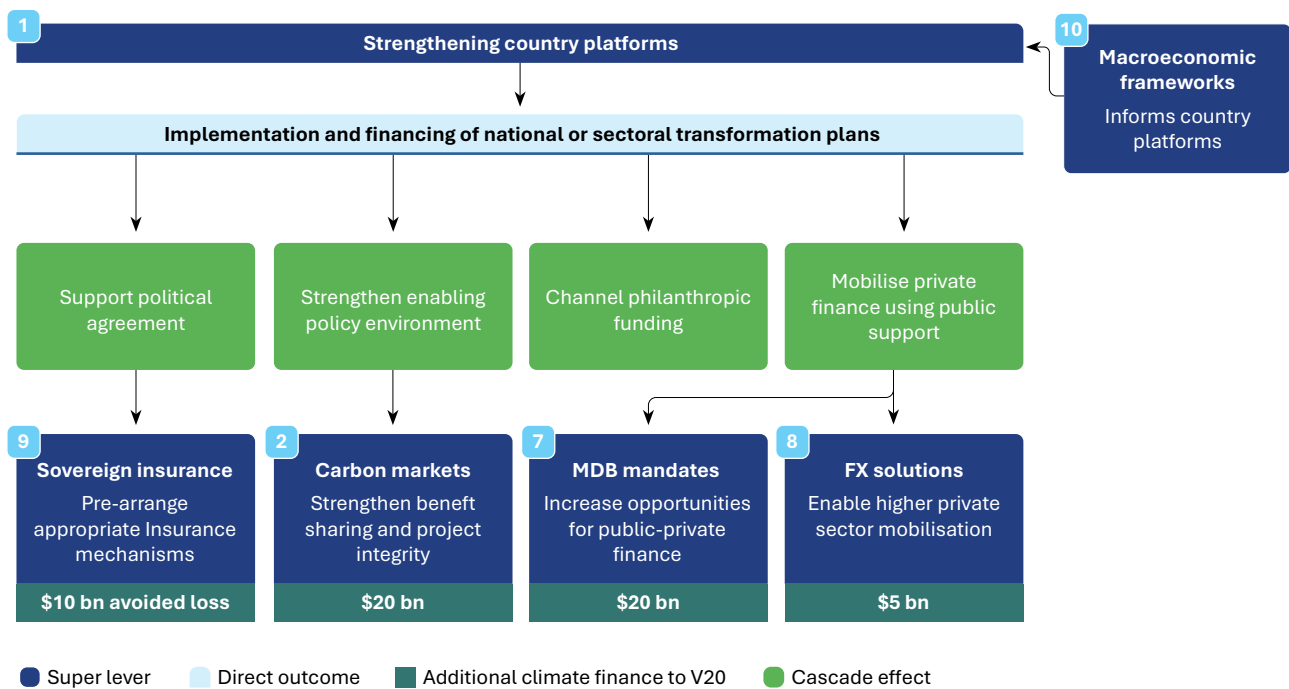 1
Strengthening country platforms
10
Macroeconomic
frameworks
Informs country
platforms
Implementation and financing of national or sectoral transformation plans
Support political
agreement
Strengthen enabling
policy environment
Channel philanthropic
funding
Mobilise private
finance using public
support
9
Sovereign insurance
Pre-arrange
appropriate Insurance
mechanisms
$10 bn avoided loss
2
Carbon markets
Strengthen beneft
sharing and project
integrity
$20 bn
7
MDB mandates
Increase opportunities
for public-private
finance
$20 bn
8
FX solutions
Enable higher private
sector mobilisation
$5 bn
Super lever
Direct outcome
Additional climate finance to V20
Cascade effect